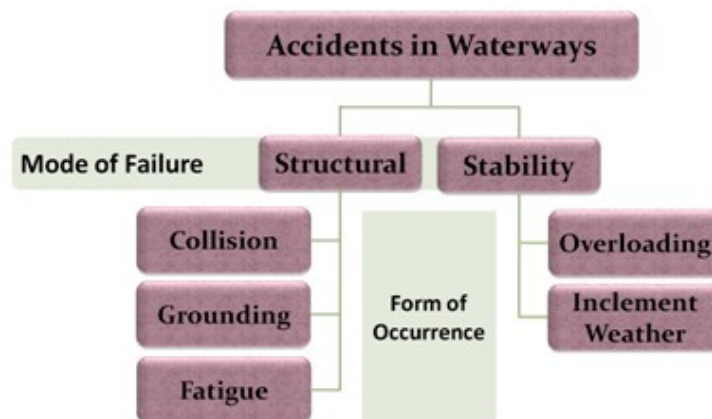 Accidents in Waterways
Mode of Failure
Structural
Stability
Collision
Grounding
Fatigue
Form of
Occurrence
Overloading
Inclement
Weather